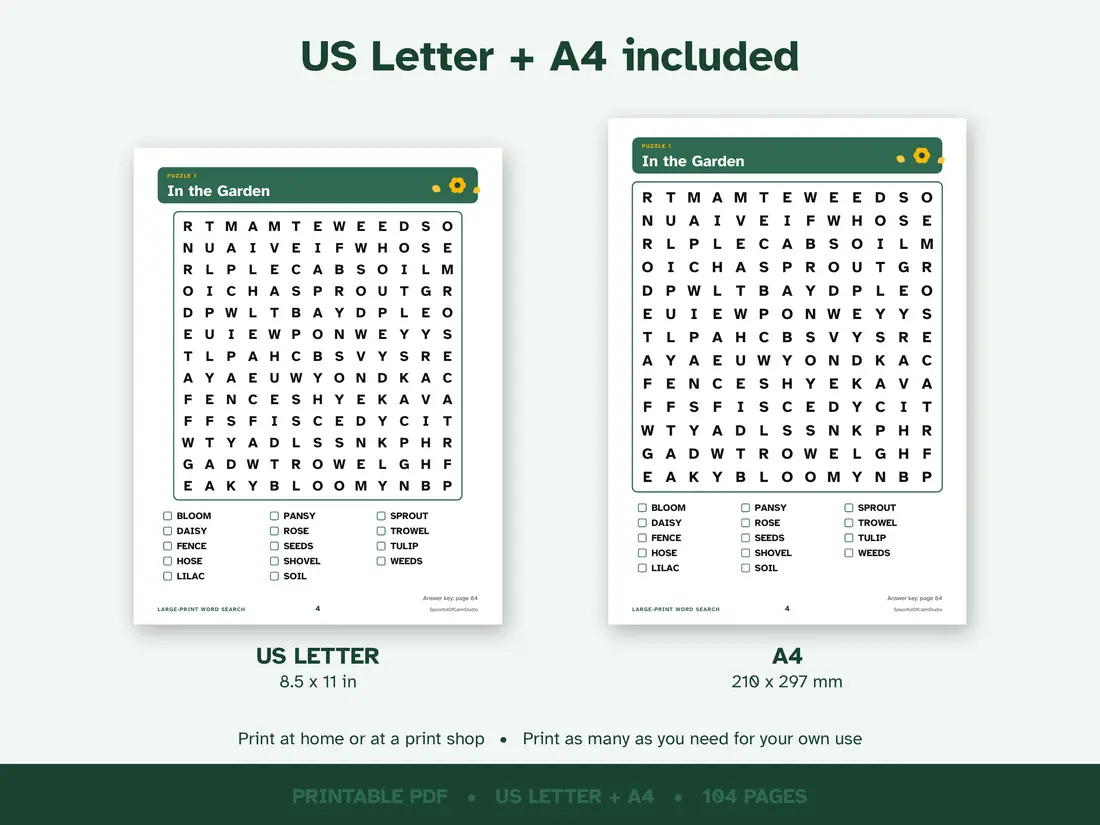 US Letter + A4 included
PUZZLE 1
In the Garden
R T M A M T E W E E D S O
N U A I V E I F W H O S E
R L P L E C A B S O I L M
O I C H A S P R O U T G R
D P W L T B A Y D P L E O
E U I E W P O N W E Y Y S
T L P A H C B S V Y S R E
A Y A E U W Y O N D K A C
F E N C E S H Y E K A V A
F F S F I S C E D Y C I T
W T Y A D L S S N K P H R
G A D W T R O W E L G H F
E A K Y B L O O M Y N B P
BLOOM PANSY SPROUT
DAISY ROSE TROWEL
FENCE SEEDS TULIP
HOSE SHOVEL WEEDS
LILAC SOIL
Answer key: page 84
LARGE-PRINT WORD SEARCH 4 SpoonfulOfCalmStudio
US LETTER
8.5 x 11 in
PUZZLE 1
In the Garden
R T M A M T E W E E D S O
N U A I V E I F W H O S E
R L P L E C A B S O I L M
O I C H A S P R O U T G R
D P W L T B A Y D P L E O
E U I E W P O N W E Y Y S
T L P A H C B S V Y S R E
A Y A E U W Y O N D K A C
F E N C E S H Y E K A V A
F F S F I S C E D Y C I T
W T Y A D L S S N K P H R
G A D W T R O W E L G H F
E A K Y B L O O M Y N B P
BLOOM PANSY SPROUT
DAISY ROSE TROWEL
FENCE SEEDS TULIP
HOSE SHOVEL WEEDS
LILAC SOIL
Answer key: page 84
LARGE-PRINT WORD SEARCH 4 SpoonfulOfCalmStudio
A4
210 x 297 mm
Print at home or at a print shop • Print as many as you need for your own use
PRINTABLE PDF • US LETTER + A4 • 104 PAGES